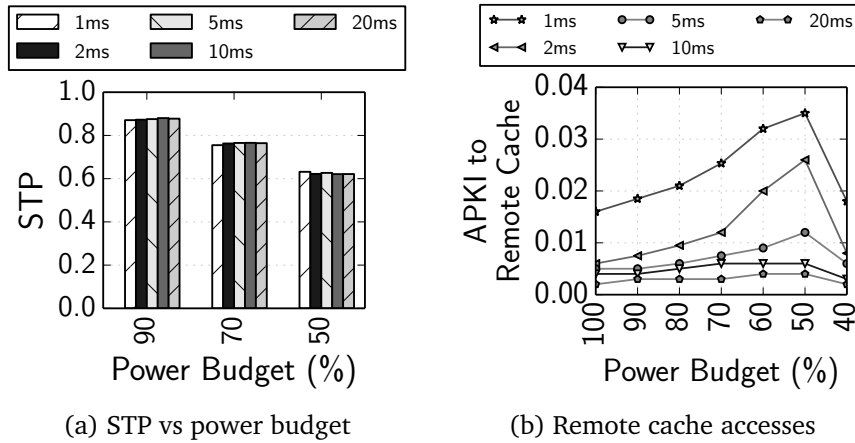 1ms 5ms 20ms
2ms 10ms
1.0
0.8
0.6
0.4
0.2
0.0
STP
90 70 50
Power Budget (%)
(a) STP vs power budget
1ms 5ms 20ms
2ms 10ms
0.04
0.03
0.02
0.01
0.00
APKI to
Remote Cache
100 90 80 70 60 50 40
Power Budget (%)
(b) Remote cache accesses